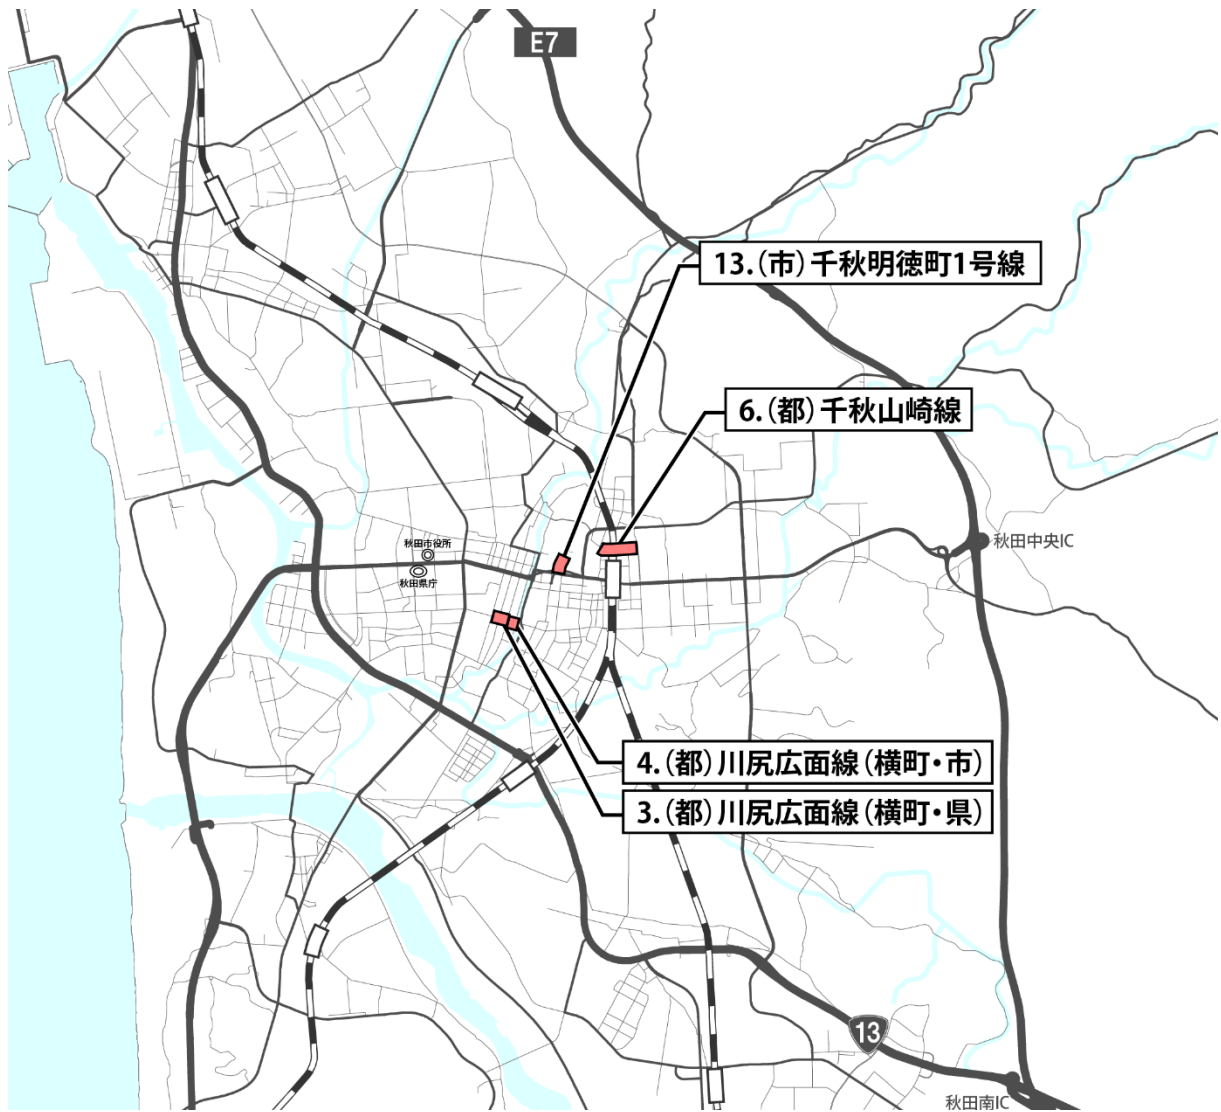 E7
13.(市)千秋明徳町1号線
6.(都)千秋山崎線
秋田中央IC
秋田市役所
秋田県庁
4.(都)川尻広面線(横町・市)
3.(都)川尻広面線(横町・県)
13
秋田南IC